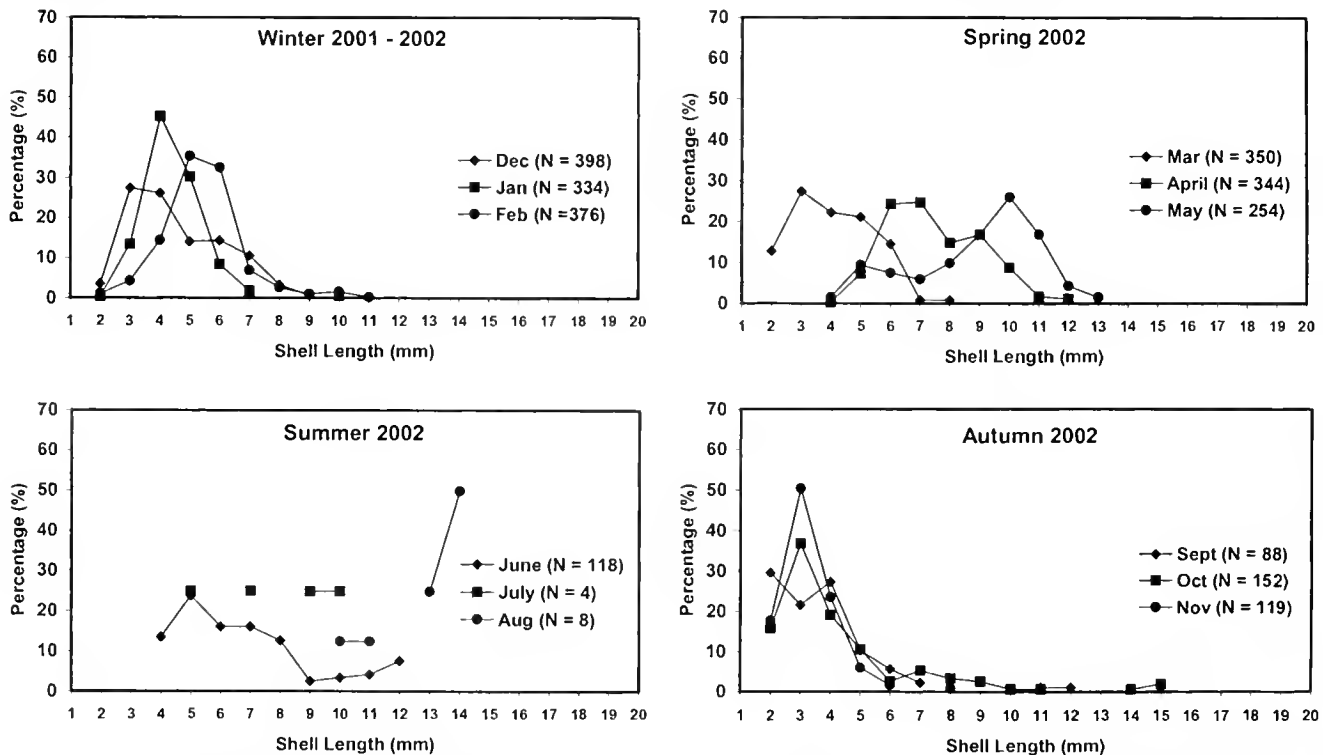 Winter 2001 - 2002
Percentage (%)
70
60
50
40
30
20
10
0
Dec (N = 398)
Jan (N = 334)
Feb (N =376)
1 2 3 4 5 6 7 8 9 10 11 12 13 14 15 16 17 18 19 20
Shell Length (mm)
Spring 2002
Percentage (%)
70
60
50
40
30
20
10
0
Mar (N = 350)
April (N = 344)
May (N = 254)
1 2 3 4 5 6 7 8 9 10 11 12 13 14 15 16 17 18 19 20
Shell Length (mm)
Summer 2002
Percentage (%)
70
60
50
40
30
20
10
0
June (N = 118)
July (N = 4)
Aug (N = 8)
1 2 3 4 5 6 7 8 9 10 11 12 13 14 15 16 17 18 19 20
Shell Length (mm)
Autumn 2002
Percentage (%)
70
60
50
40
30
20
10
0
Sept (N = 88)
Oct (N = 152)
Nov (N = 119)
1 2 3 4 5 6 7 8 9 10 11 12 13 14 15 16 17 18 19 20
Shell Length (mm)